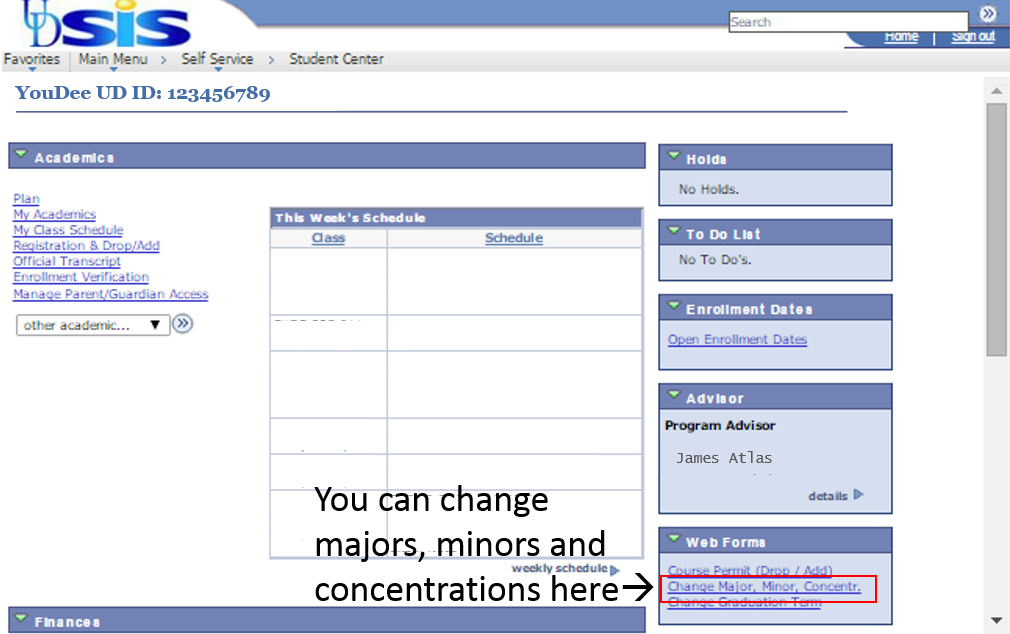 UDSIS
Search
Home | Sign out
Favorites Main Menu > Self Service > Student Center
YouDee UD ID: 123456789
Academics
Plan
My Academics
My Class Schedule
Registration & Drop/Add
Official Transcript
Enrollment Verification
Manage Parent/Guardian Access
other academic...
This Week's Schedule
Class Schedule
weekly schedule
You can change
majors, minors and
concentrations here→
Finances
Holds
No Holds.
To Do List
No To Do's.
Enrollment Dates
Open Enrollment Dates
Advisor
Program Advisor
James Atlas
details
Web Forms
Course Permit (Drop / Add)
Change Major, Minor, Concentr.
Change Graduation Term